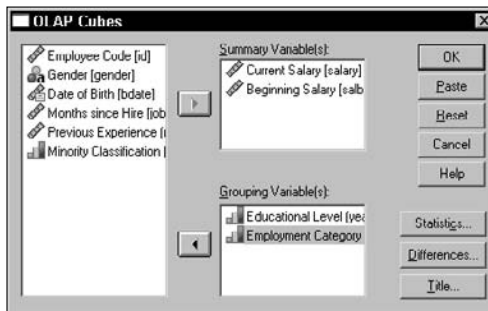 OLAP Cubes
Employee Code [id]
Gender [gender]
Date of Birth [bdate]
Months since Hire [job
Previous Experience [
Minority Classification [
Summary Variable(s):
Current Salary [salary]
Beginning Salary [salb
Grouping Variable(s):
Educational Level [yea
Employment Category
OK
Paste
Reset
Cancel
Help
Statistics...
Differences...
Title...